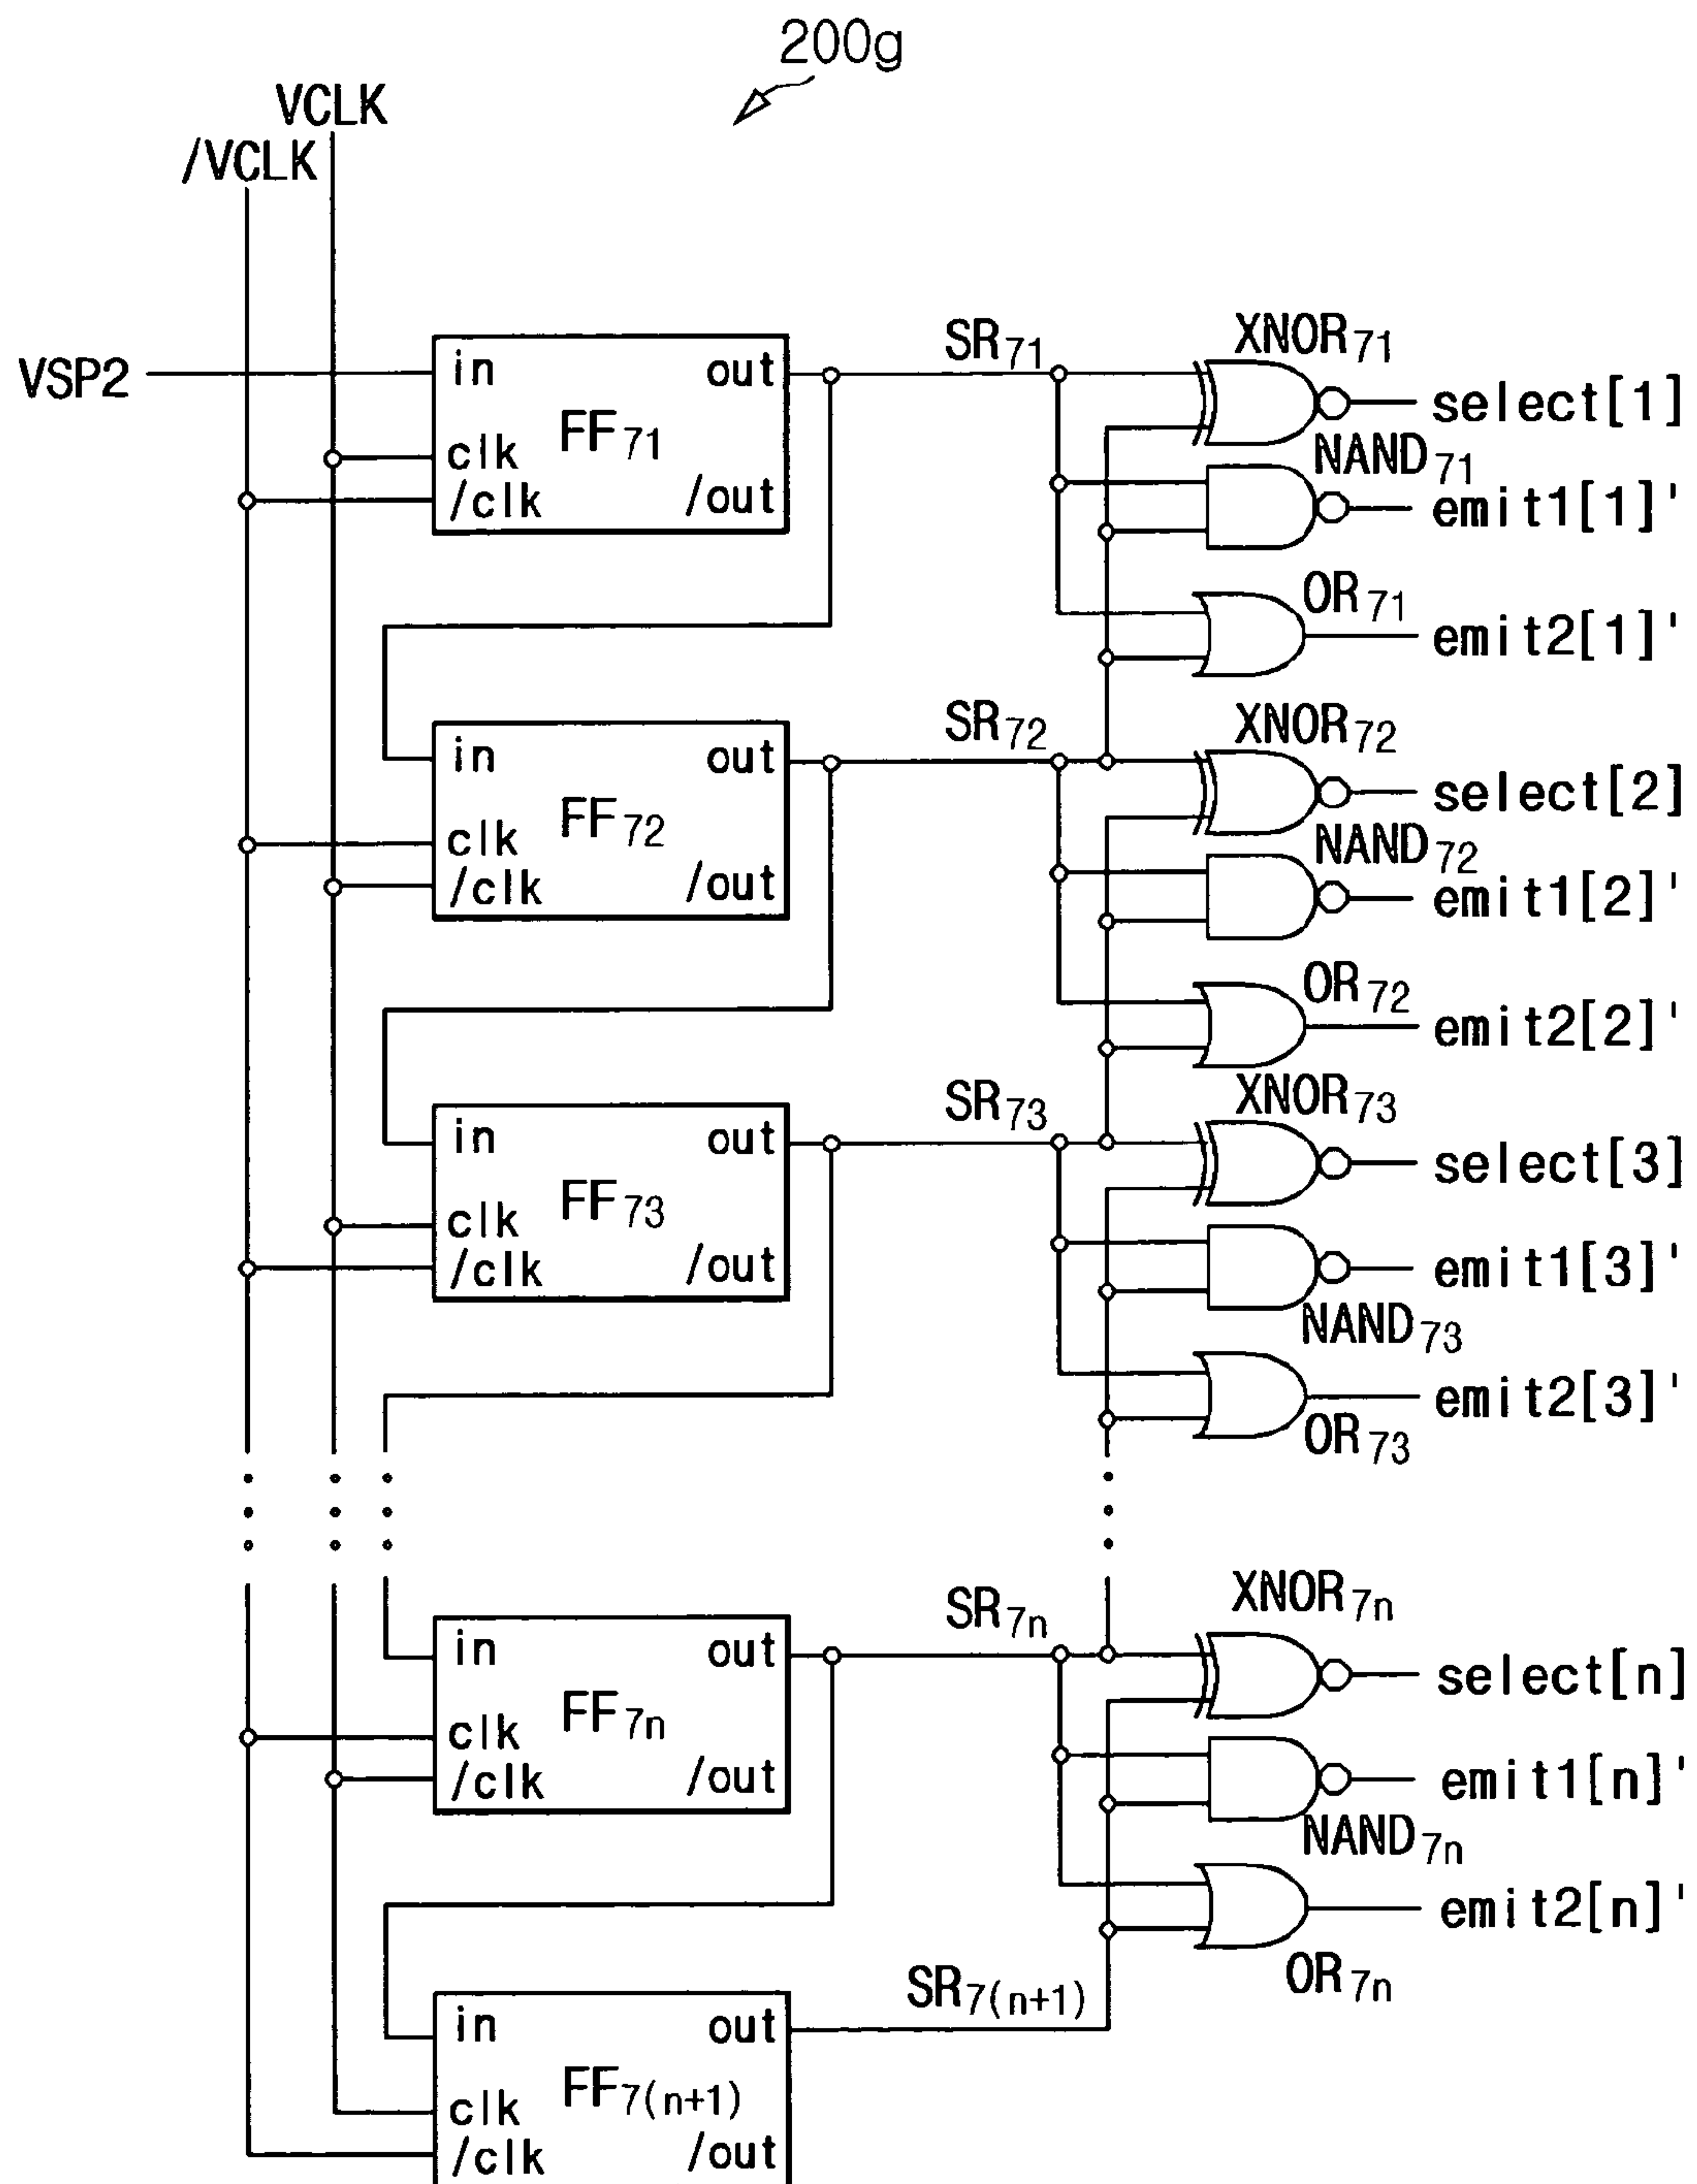 200g
VCLK
/VCLK
VSP2
in
out
FF71
clk
/clk
/out
SR71
XNOR71
select[1]
NAND71
emit1[1]'
OR71
emit2[1]'
in
out
FF72
clk
/clk
/out
SR72
XNOR72
select[2]
NAND72
emit1[2]'
OR72
emit2[2]'
in
out
FF73
clk
/clk
/out
SR73
XNOR73
select[3]
emit1[3]'
NAND73
emit2[3]'
OR73
in
out
FF7n
clk
/clk
/out
SR7n
XNOR7n
select[n]
emit1[n]'
NAND7n
emit2[n]'
OR7n
in
out
FF7(n+1)
clk
/clk
/out
SR7(n+1)